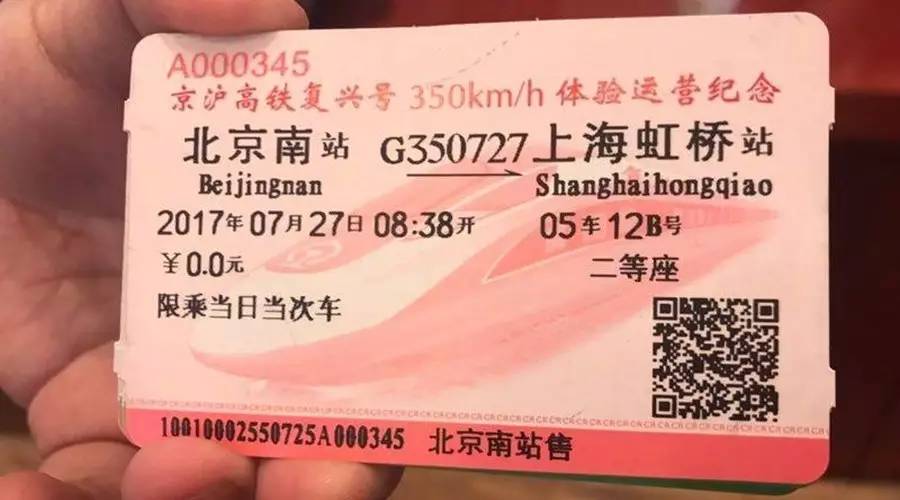 A000345
京沪高铁复兴号 350km/h 体验运营纪念
北京南站 G350727 上海虹桥站
Beijingnan Shanghaihongqiao
2017年07月27日 08:38开 05车12B号
￥0.0元 二等座
限乘当日当次车
10010002550725A000345 北京南站售